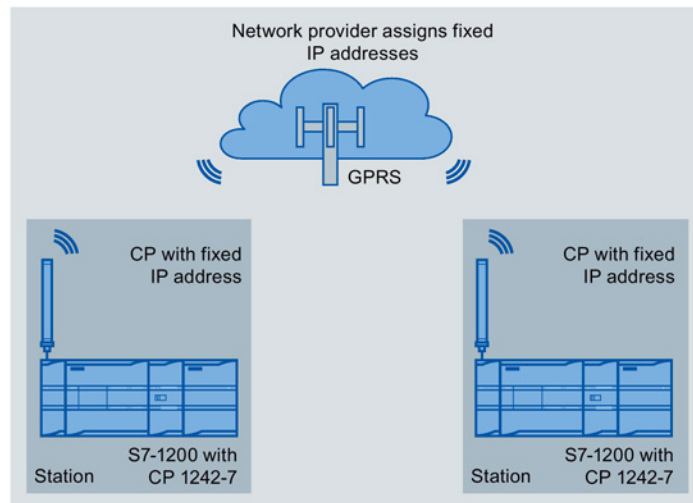 Network provider assigns fixed
IP addresses
GPRS
CP with fixed
IP address
S7-1200 with
Station CP 1242-7
CP with fixed
IP address
S7-1200 with
Station CP 1242-7